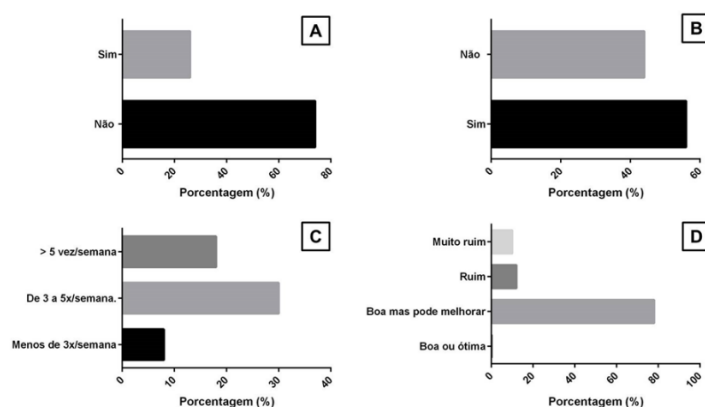 A
Sim
Não
0
20
40
60
80
Porcentagem (%)
B
Não
Sim
0
20
40
60
Porcentagem (%)
C
> 5 vez/semana
De 3 a 5x/semana.
Menos de 3x/semana
0
10
20
30
40
Porcentagem (%)
D
Muito ruim
Ruim
Boa mas pode melhorar
Boa ou ótima
0
20
40
60
80
100
Porcentagem (%)